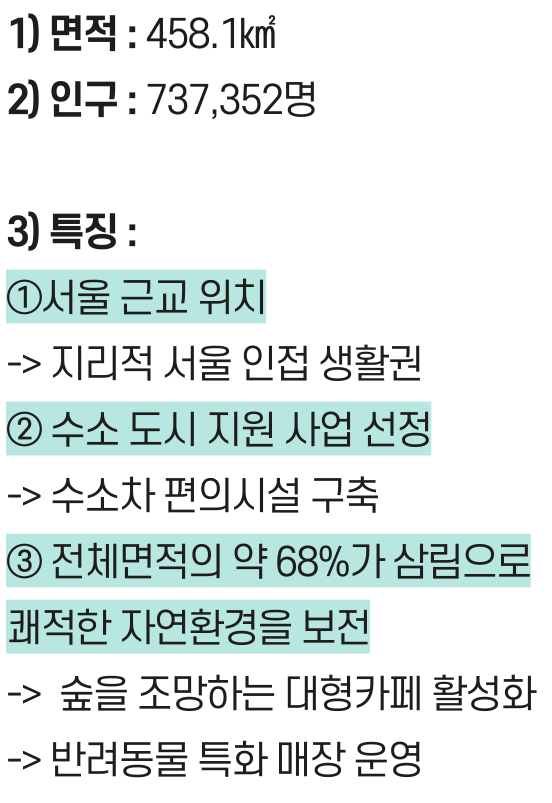 1) 면적 : 458.1㎢
2) 인구 : 737,352명
3) 특징 :
①서울 근교 위치
-> 지리적 서울 인접 생활권
② 수소 도시 지원 사업 선정
-> 수소차 편의시설 구축
③ 전체면적의 약 68%가 삼림으로
쾌적한 자연환경을 보전
-> 숲을 조망하는 대형카페 활성화
-> 반려동물 특화 매장 운영